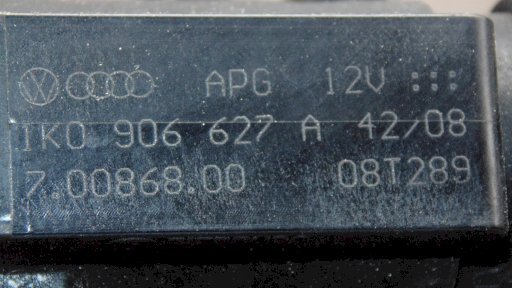 APG 12V :::
1K0 906 627 A 42/08
7.00868.00 08T289